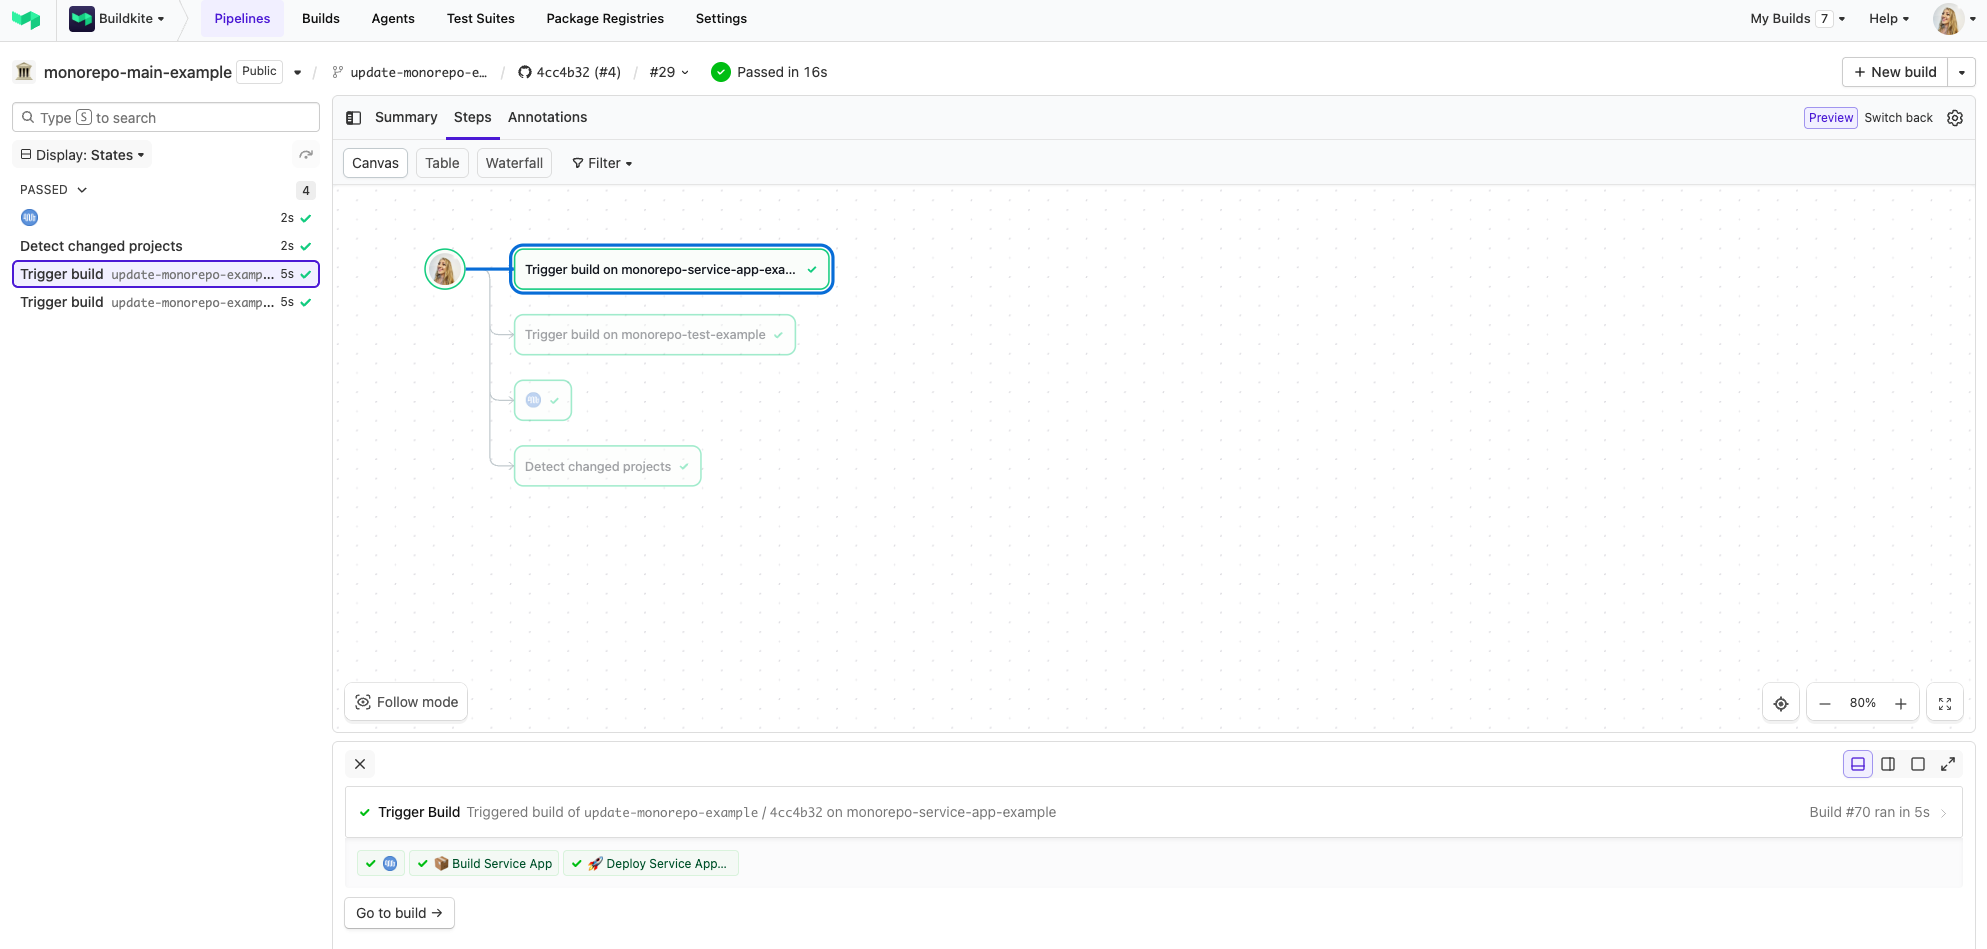 Buildkite Pipelines Builds Agents Test Suites Package Registries Settings My Builds 7 Help
monorepo-main-example Public / update-monorepo-e… / 4cc4b32 (#4) / #29 Passed in 16s + New build
Type S to search
Summary Steps Annotations Preview Switch back
Display: States
Canvas Table Waterfall Filter
PASSED 4
2s
Detect changed projects 2s
Trigger build update-monorepo-examp… 5s
Trigger build update-monorepo-examp… 5s
Trigger build on monorepo-service-app-exa…
Trigger build on monorepo-test-example
Detect changed projects
Follow mode
80%
Trigger Build Triggered build of update-monorepo-example / 4cc4b32 on monorepo-service-app-example Build #70 ran in 5s
Build Service App Deploy Service App…
Go to build →